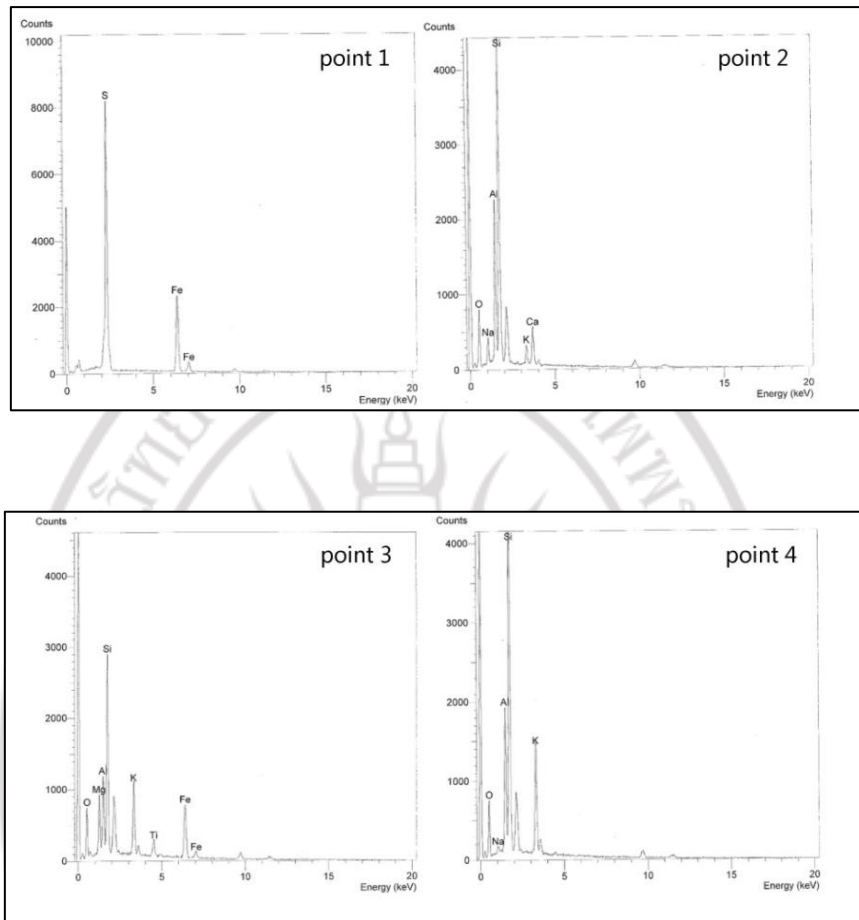 Counts
point 1
10000
8000
6000
4000
2000
0
S
Fe
Fe
0
5
10
15
20
Energy (keV)
Counts
point 2
4000
3000
2000
1000
0
Si
Al
O
Na
K
Ca
0
5
10
15
20
Energy (keV)
Counts
point 3
4000
3000
2000
1000
0
Si
Al
Mg
O
K
Ti
Fe
Fe
0
5
10
15
20
Energy (keV)
Counts
point 4
4000
3000
2000
1000
0
Si
Al
K
O
Na
0
5
10
15
20
Energy (keV)